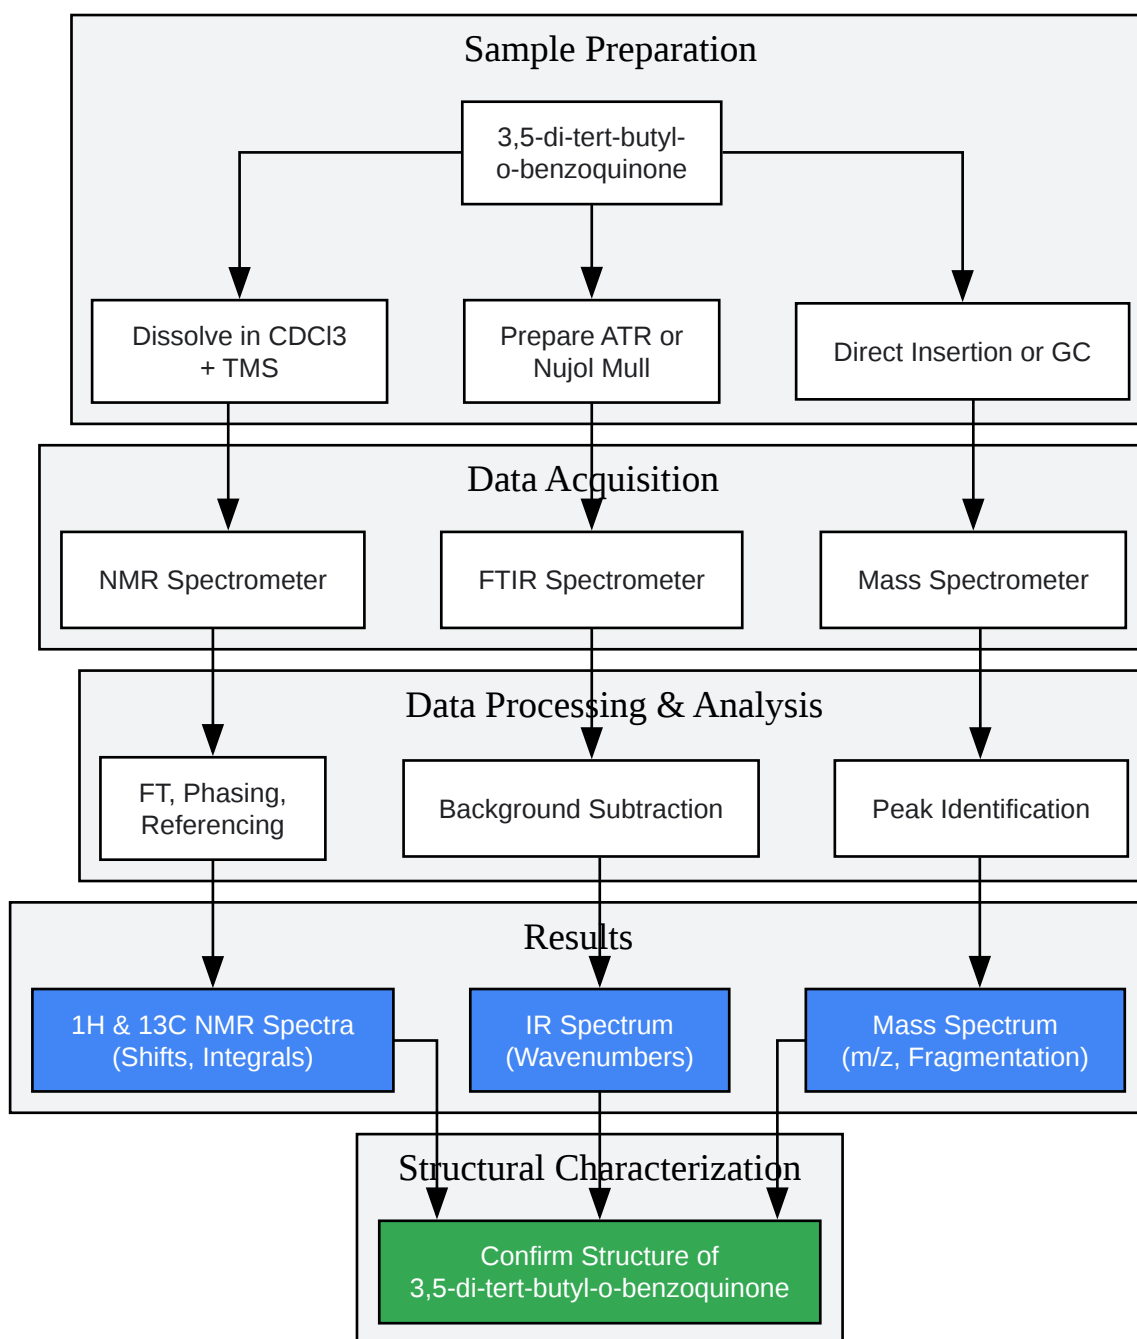 Sample Preparation
3,5-di-tert-butyl-
o-benzoquinone
Dissolve in CDCl3
+ TMS
Prepare ATR or
Nujol Mull
Direct Insertion or GC
Data Acquisition
NMR Spectrometer
FTIR Spectrometer
Mass Spectrometer
Data Processing & Analysis
FT, Phasing,
Referencing
Background Subtraction
Peak Identification
Results
1H & 13C NMR Spectra
(Shifts, Integrals)
IR Spectrum
(Wavenumbers)
Mass Spectrum
(m/z, Fragmentation)
Structural Characterization
Confirm Structure of
3,5-di-tert-butyl-o-benzoquinone